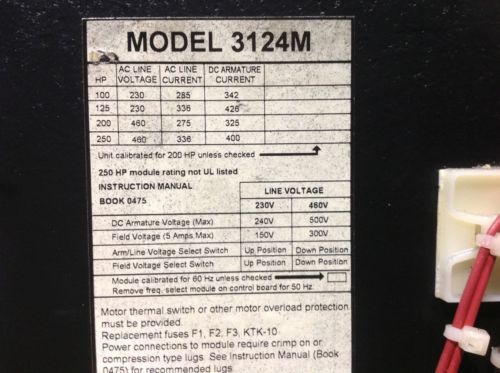 MODEL 3124M
HP AC LINE VOLTAGE AC LINE CURRENT DC ARMATURE CURRENT
100 230 285 342
125 230 336 426
200 460 275 325
250 460 336 400
Unit calibrated for 200 HP unless checked
250 HP module rating not UL listed
INSTRUCTION MANUAL
BOOK 0475
LINE VOLTAGE
230V 460V
DC Armature Voltage (Max) 240V 500V
Field Voltage (5 Amps Max) 150V 300V
Arm/Line Voltage Select Switch Up Position Down Position
Field Voltage Select Switch Up Position Down Position
Module calibrated for 60 Hz unless checked
Remove freq. select module on control board for 50 Hz.
Motor thermal switch or other motor overload protection
must be provided.
Replacement fuses F1, F2, F3, KTK-10
Power connections to module require crimp on or
compression type lugs. See Instruction Manual (Book
0475) for recommended lugs